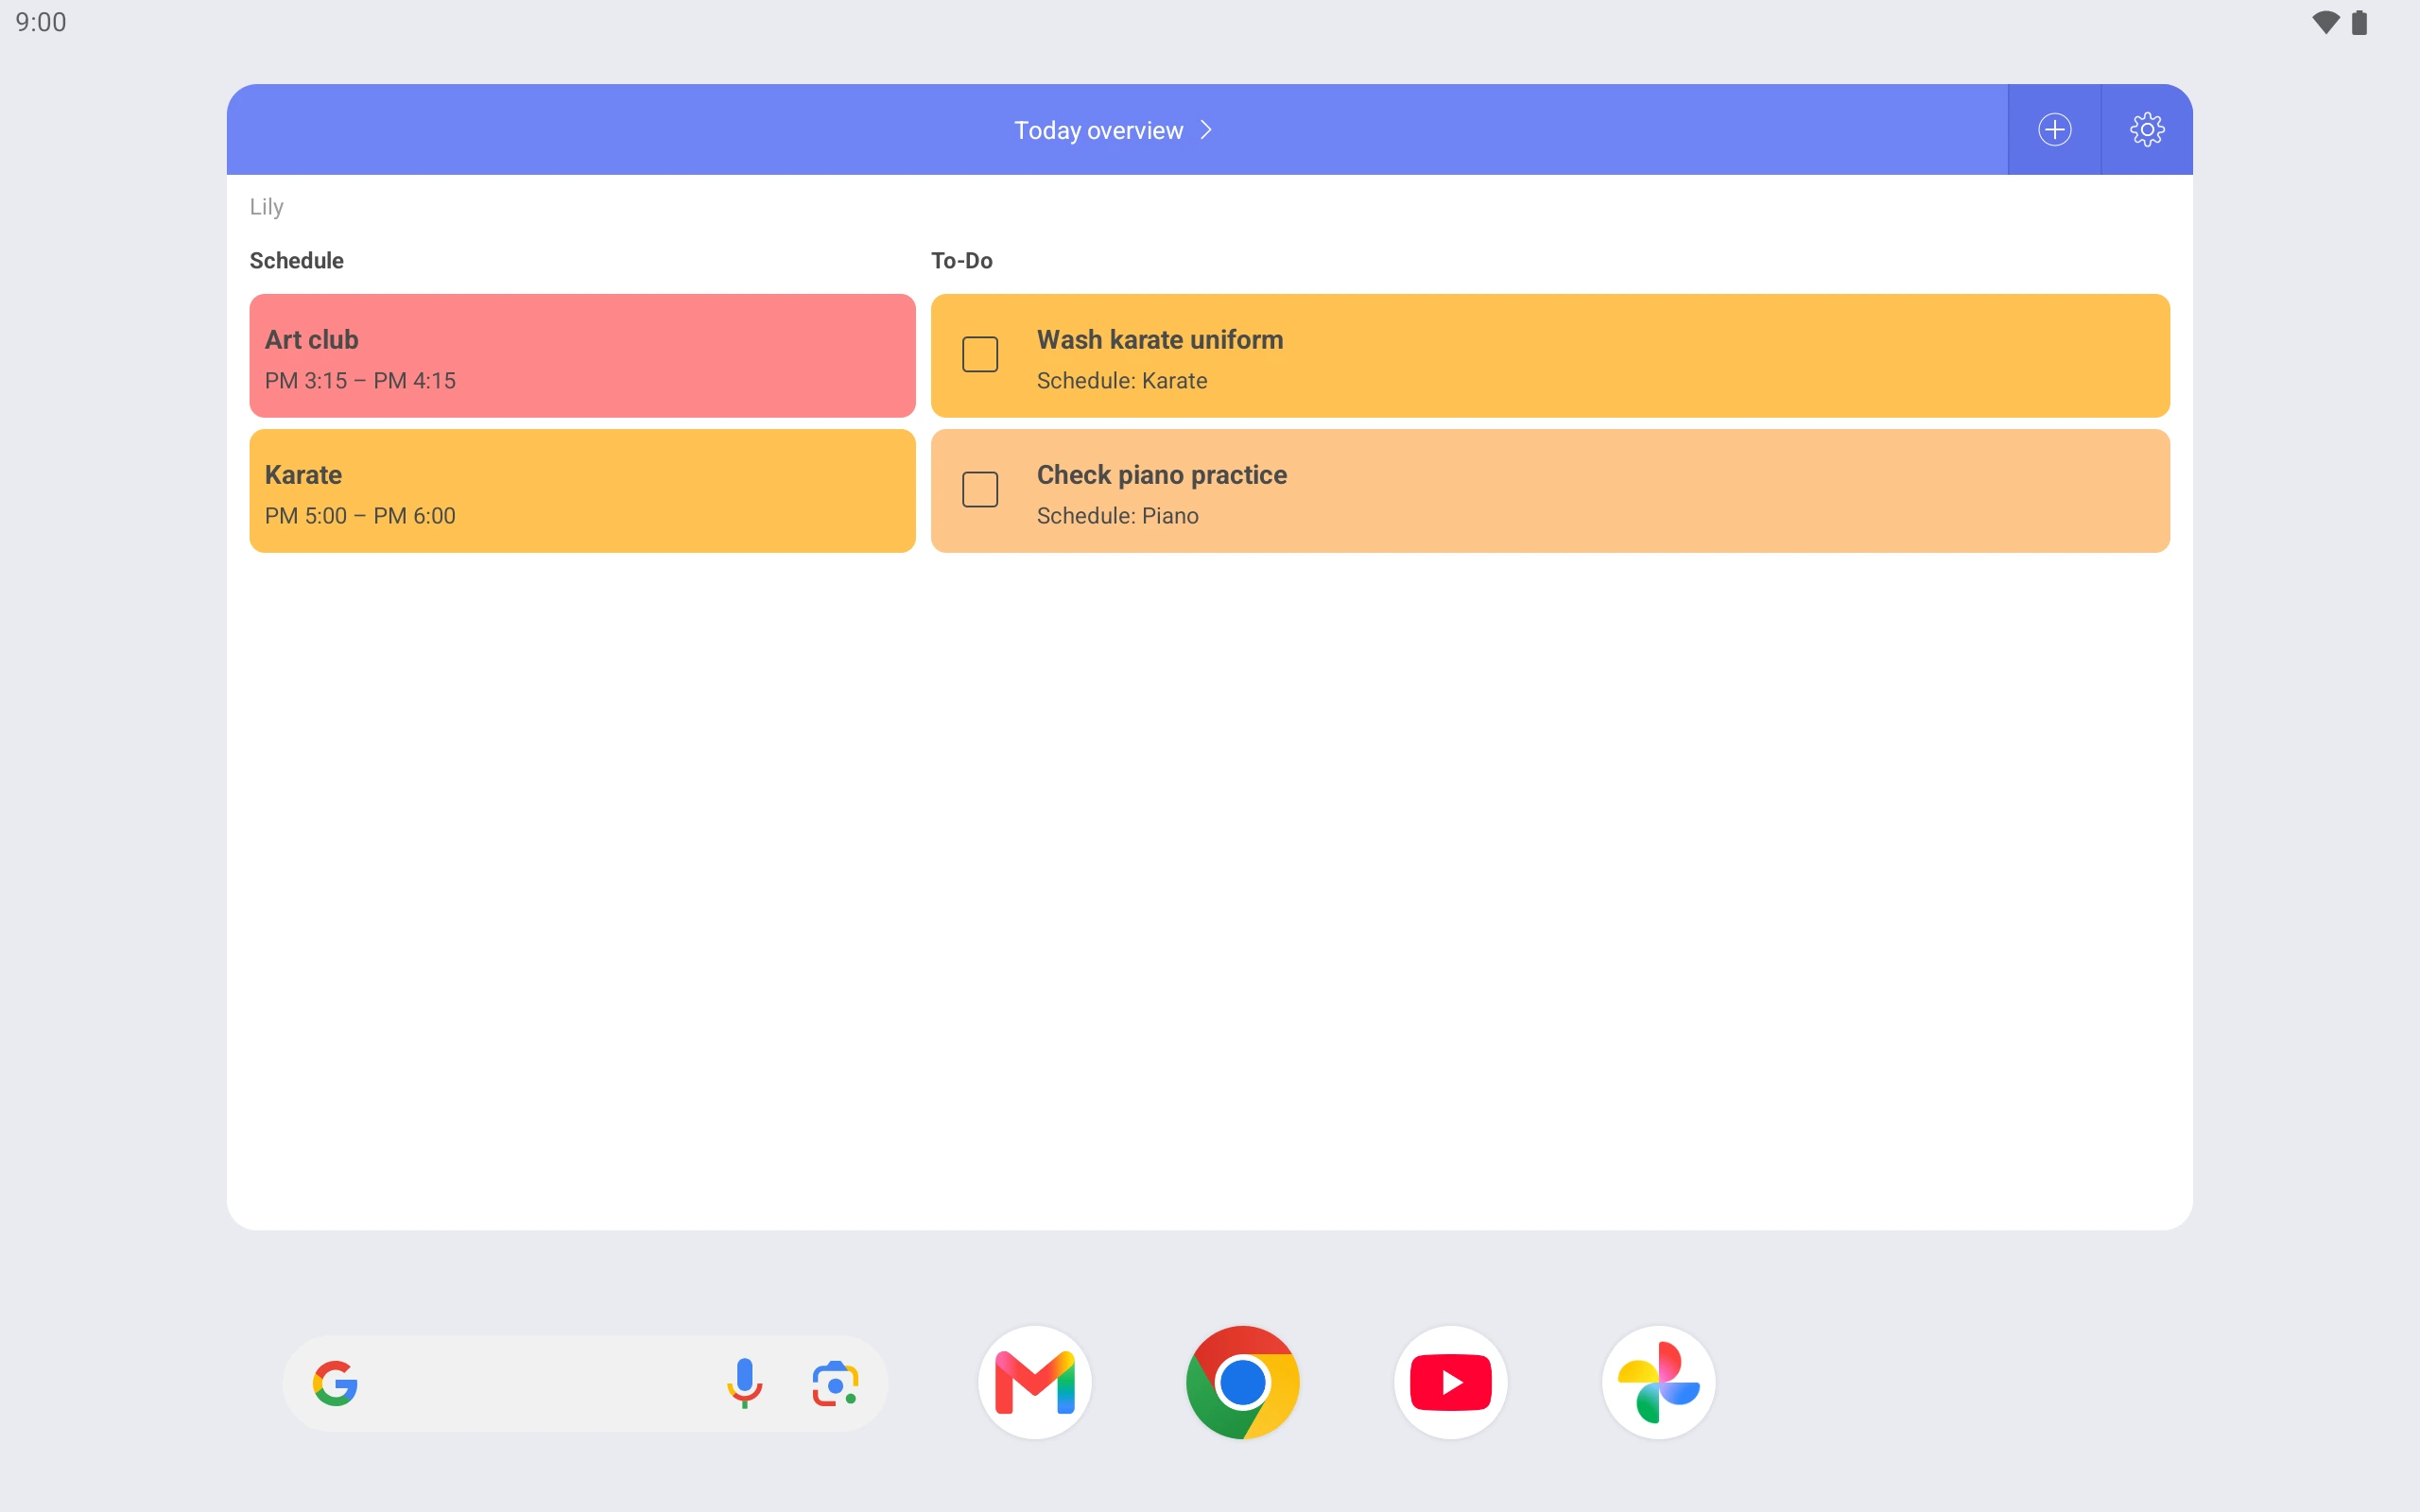 9:00
Today overview
Lily
Schedule
To-Do
Art club
PM 3:15 – PM 4:15
Wash karate uniform
Schedule: Karate
Karate
PM 5:00 – PM 6:00
Check piano practice
Schedule: Piano